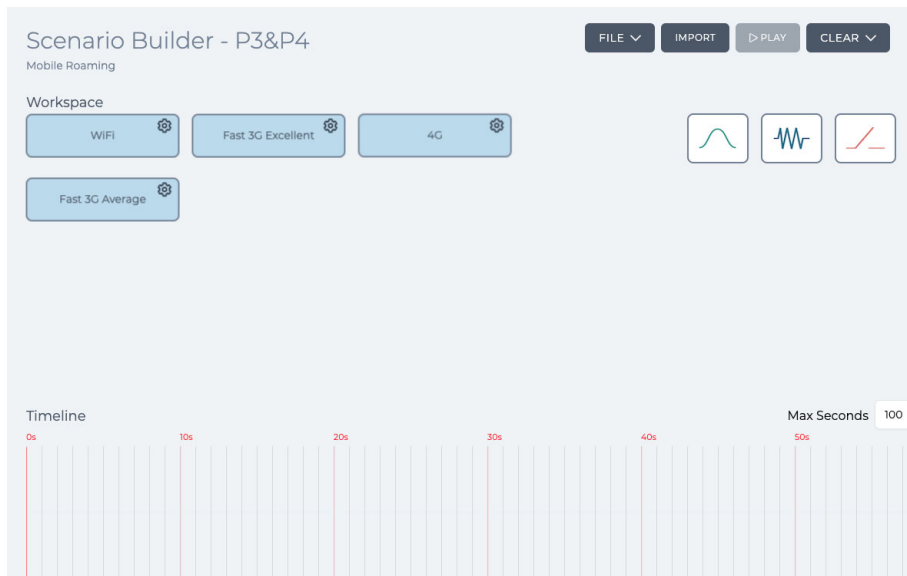 Scenario Builder - P3&P4
FILE IMPORT PLAY CLEAR
Mobile Roaming
Workspace
WiFi Fast 3G Excellent 4G
Fast 3G Average
Timeline Max Seconds 100
0s 10s 20s 30s 40s 50s